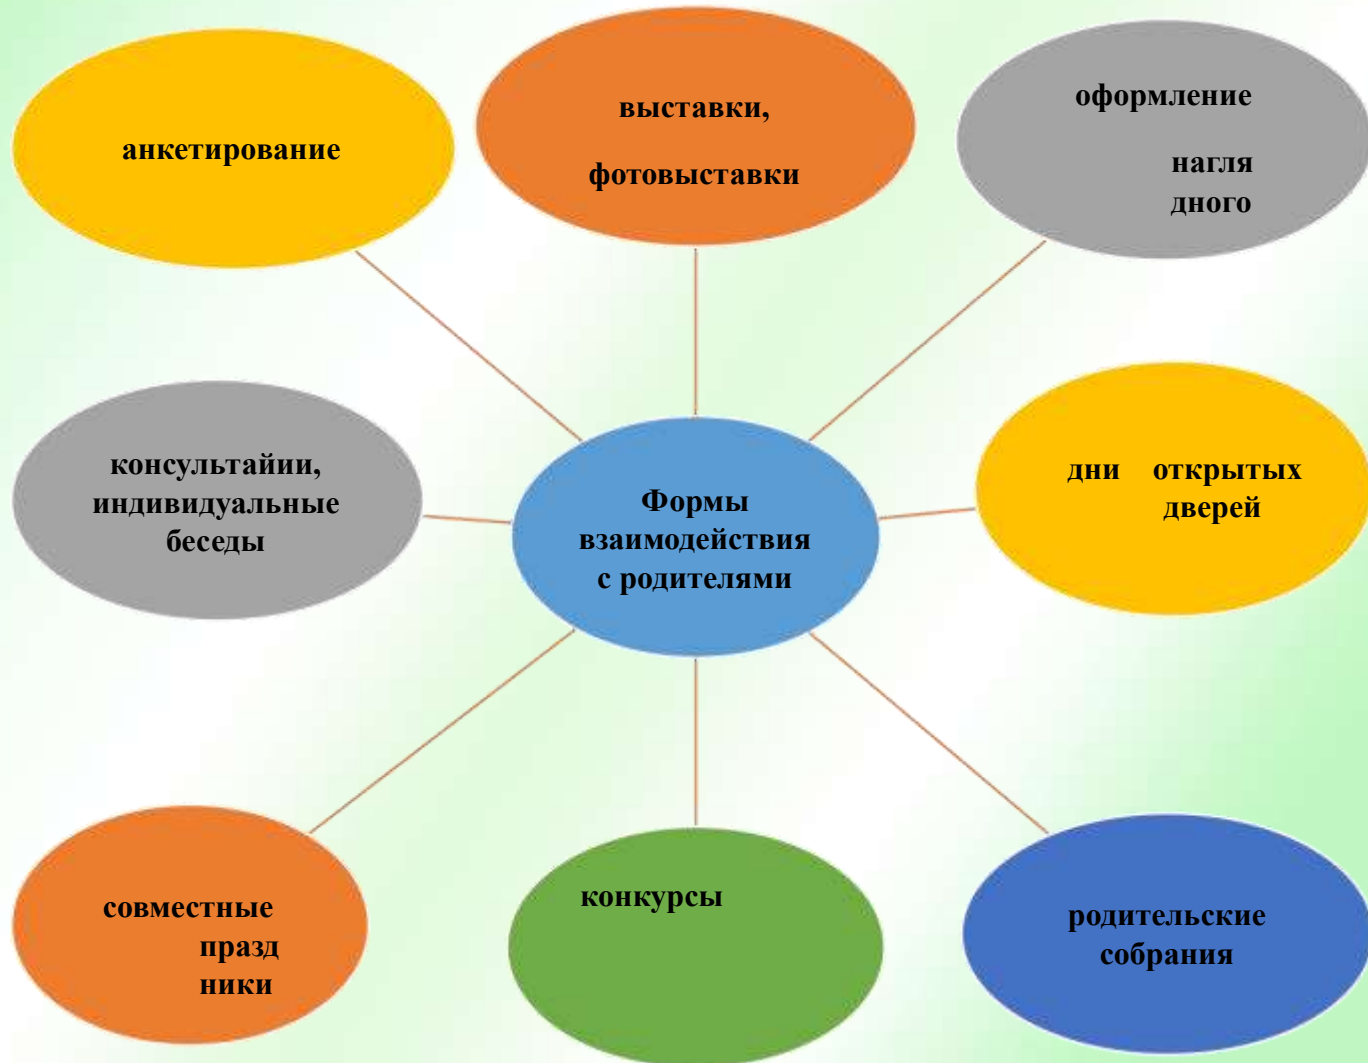 анкетирование
выставки,
фотовыставки
оформление
нагля
дного
консультайии,
индивидуальные
беседы
Формы
взаимодействия
с родителями
дни открытых
дверей
совместные
празд
ники
конкурсы
родительские
собрания